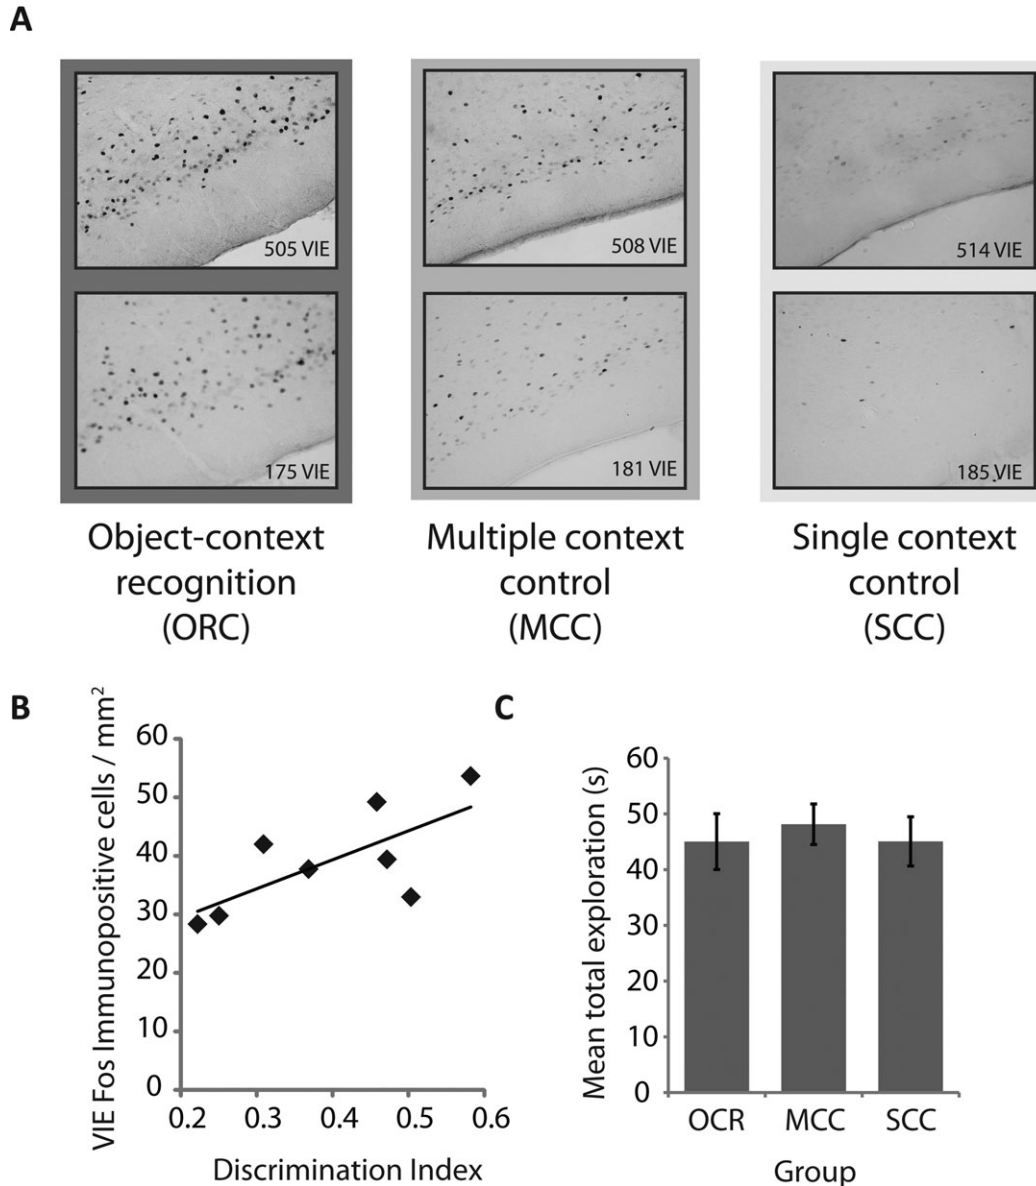 A
505 VIE
508 VIE
514 VIE
175 VIE
181 VIE
185 VIE
Object-context
recognition
(ORC)
Multiple context
control
(MCC)
Single context
control
(SCC)
B
VIE Fos Immunopositive cells / mm²
60
50
40
30
20
10
0
0.2 0.3 0.4 0.5 0.6
Discrimination Index
C
Mean total exploration (s)
60
50
40
30
20
10
0
OCR MCC SCC
Group